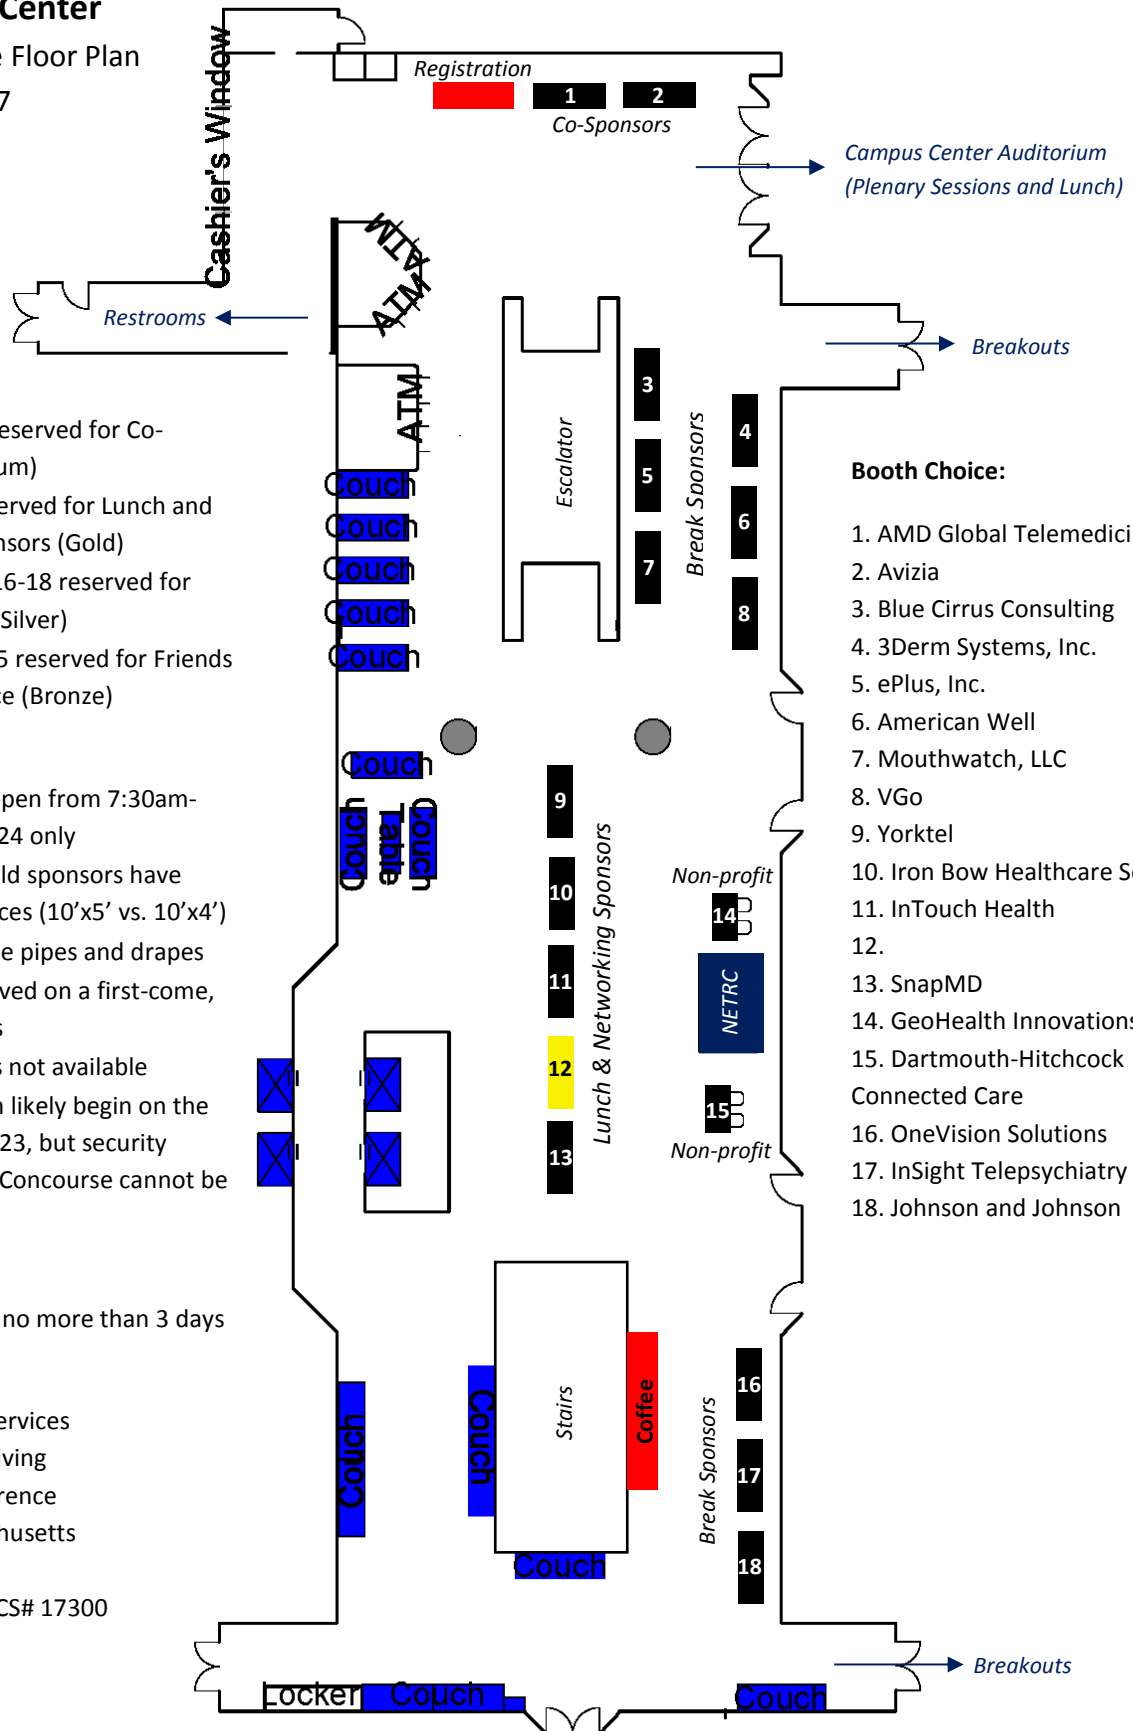 Center
e Floor Plan
7
Cashier's Window
Registration
1
2
Co-Sponsors
Campus Center Auditorium
(Plenary Sessions and Lunch)
ATM
ATM
ATM
Restrooms
Breakouts
Escalator
3
4
5
6
7
8
Break Sponsors
eserved for Co-
um)
erved for Lunch and
nsors (Gold)
16-18 reserved for
Silver)
5 reserved for Friends
ce (Bronze)
Couch
Couch
Couch
Couch
Couch
Couch
Couch
Table
Couch
pen from 7:30am-
24 only
ld sponsors have
ces (10'x5' vs. 10'x4')
e pipes and drapes
ved on a first-come,
s
s not available
n likely begin on the
23, but security
Concourse cannot be
no more than 3 days
ervices
iving
rence
husetts
CS# 17300
9
10
11
12
13
Lunch & Networking Sponsors
Non-profit
14
NETRC
15
Non-profit
Booth Choice:
1. AMD Global Telemedici
2. Avizia
3. Blue Cirrus Consulting
4. 3Derm Systems, Inc.
5. ePlus, Inc.
6. American Well
7. Mouthwatch, LLC
8. VGo
9. Yorktel
10. Iron Bow Healthcare So
11. InTouch Health
12.
13. SnapMD
14. GeoHealth Innovations
15. Dartmouth-Hitchcock
Connected Care
16. OneVision Solutions
17. InSight Telepsychiatry
18. Johnson and Johnson
Couch
Couch
Stairs
Coffee
Couch
Break Sponsors
16
17
18
Breakouts
Locker
Couch
Couch